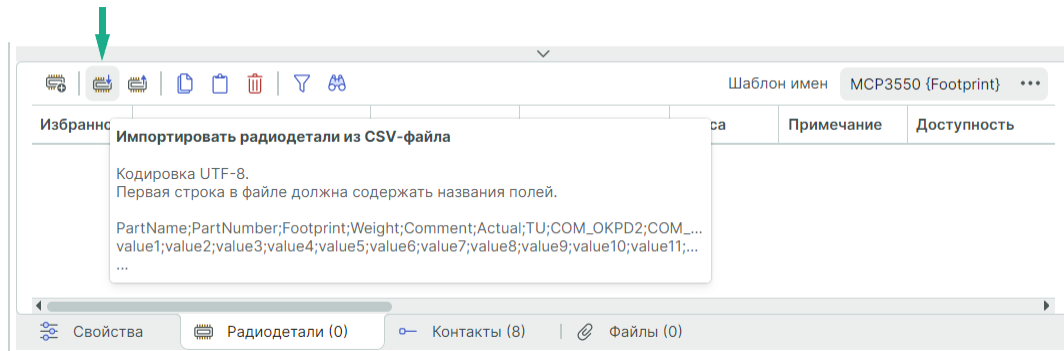 Шаблон имен MCP3550 {Footprint} •••
Избранно са Примечание Доступность
Импортировать радиодетали из CSV-файла
Кодировка UTF-8.
Первая строка в файле должна содержать названия полей.
PartName;PartNumber;Footprint;Weight;Comment;Actual;TU;COM_OKPD2;COM_...
value1;value2;value3;value4;value5;value6;value7;value8;value9;value10;value11;...
...
Свойства Радиодетали (0) Контакты (8) Файлы (0)